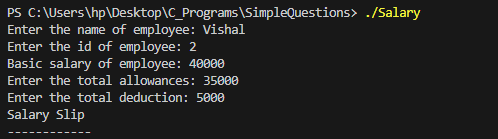 PS C:\Users\hp\Desktop\C_Programs\SimpleQuestions> ./Salary
Enter the name of employee: Vishal
Enter the id of employee: 2
Basic salary of employee: 40000
Enter the total allowances: 35000
Enter the total deduction: 5000
Salary Slip
------------